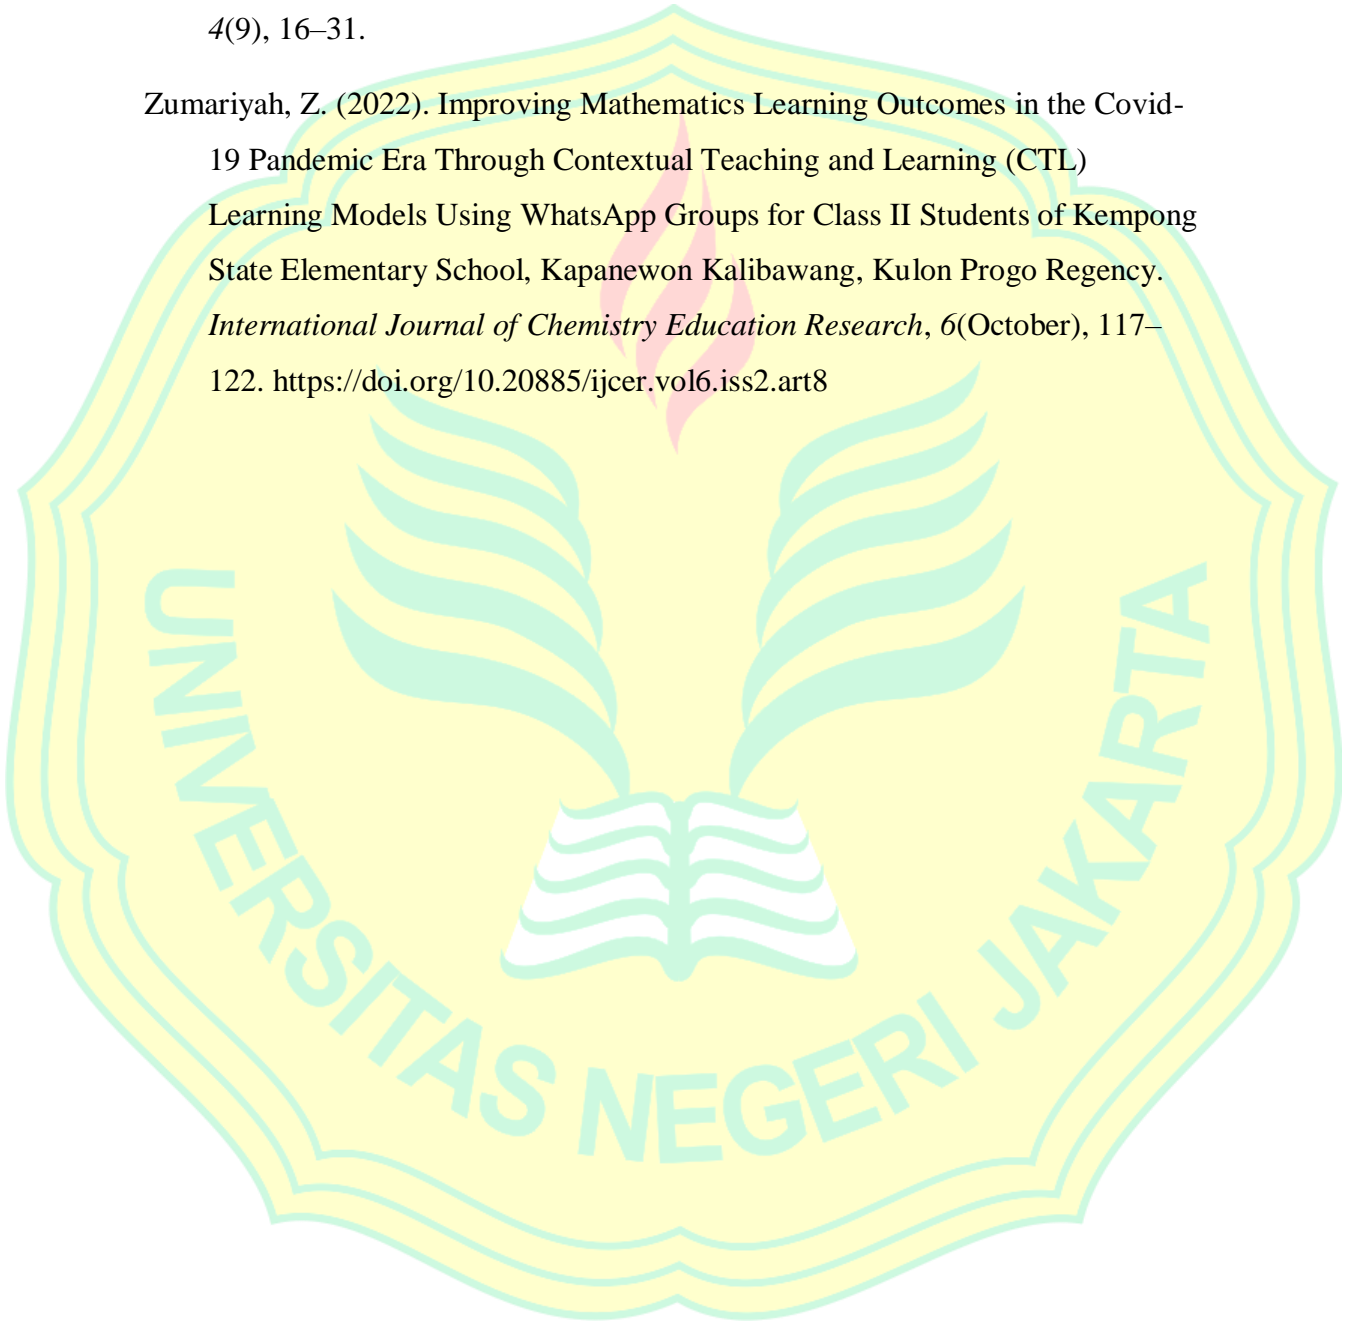 4(9), 16–31.
Zumariyah, Z. (2022). Improving Mathematics Learning Outcomes in the Covid-
19 Pandemic Era Through Contextual Teaching and Learning (CTL)
Learning Models Using WhatsApp Groups for Class II Students of Kempong
State Elementary School, Kapanewon Kalibawang, Kulon Progo Regency.
International Journal of Chemistry Education Research, 6(October), 117–
122. https://doi.org/10.20885/ijcer.vol6.iss2.art8
UNIVERSITAS NEGERI JAKARTA